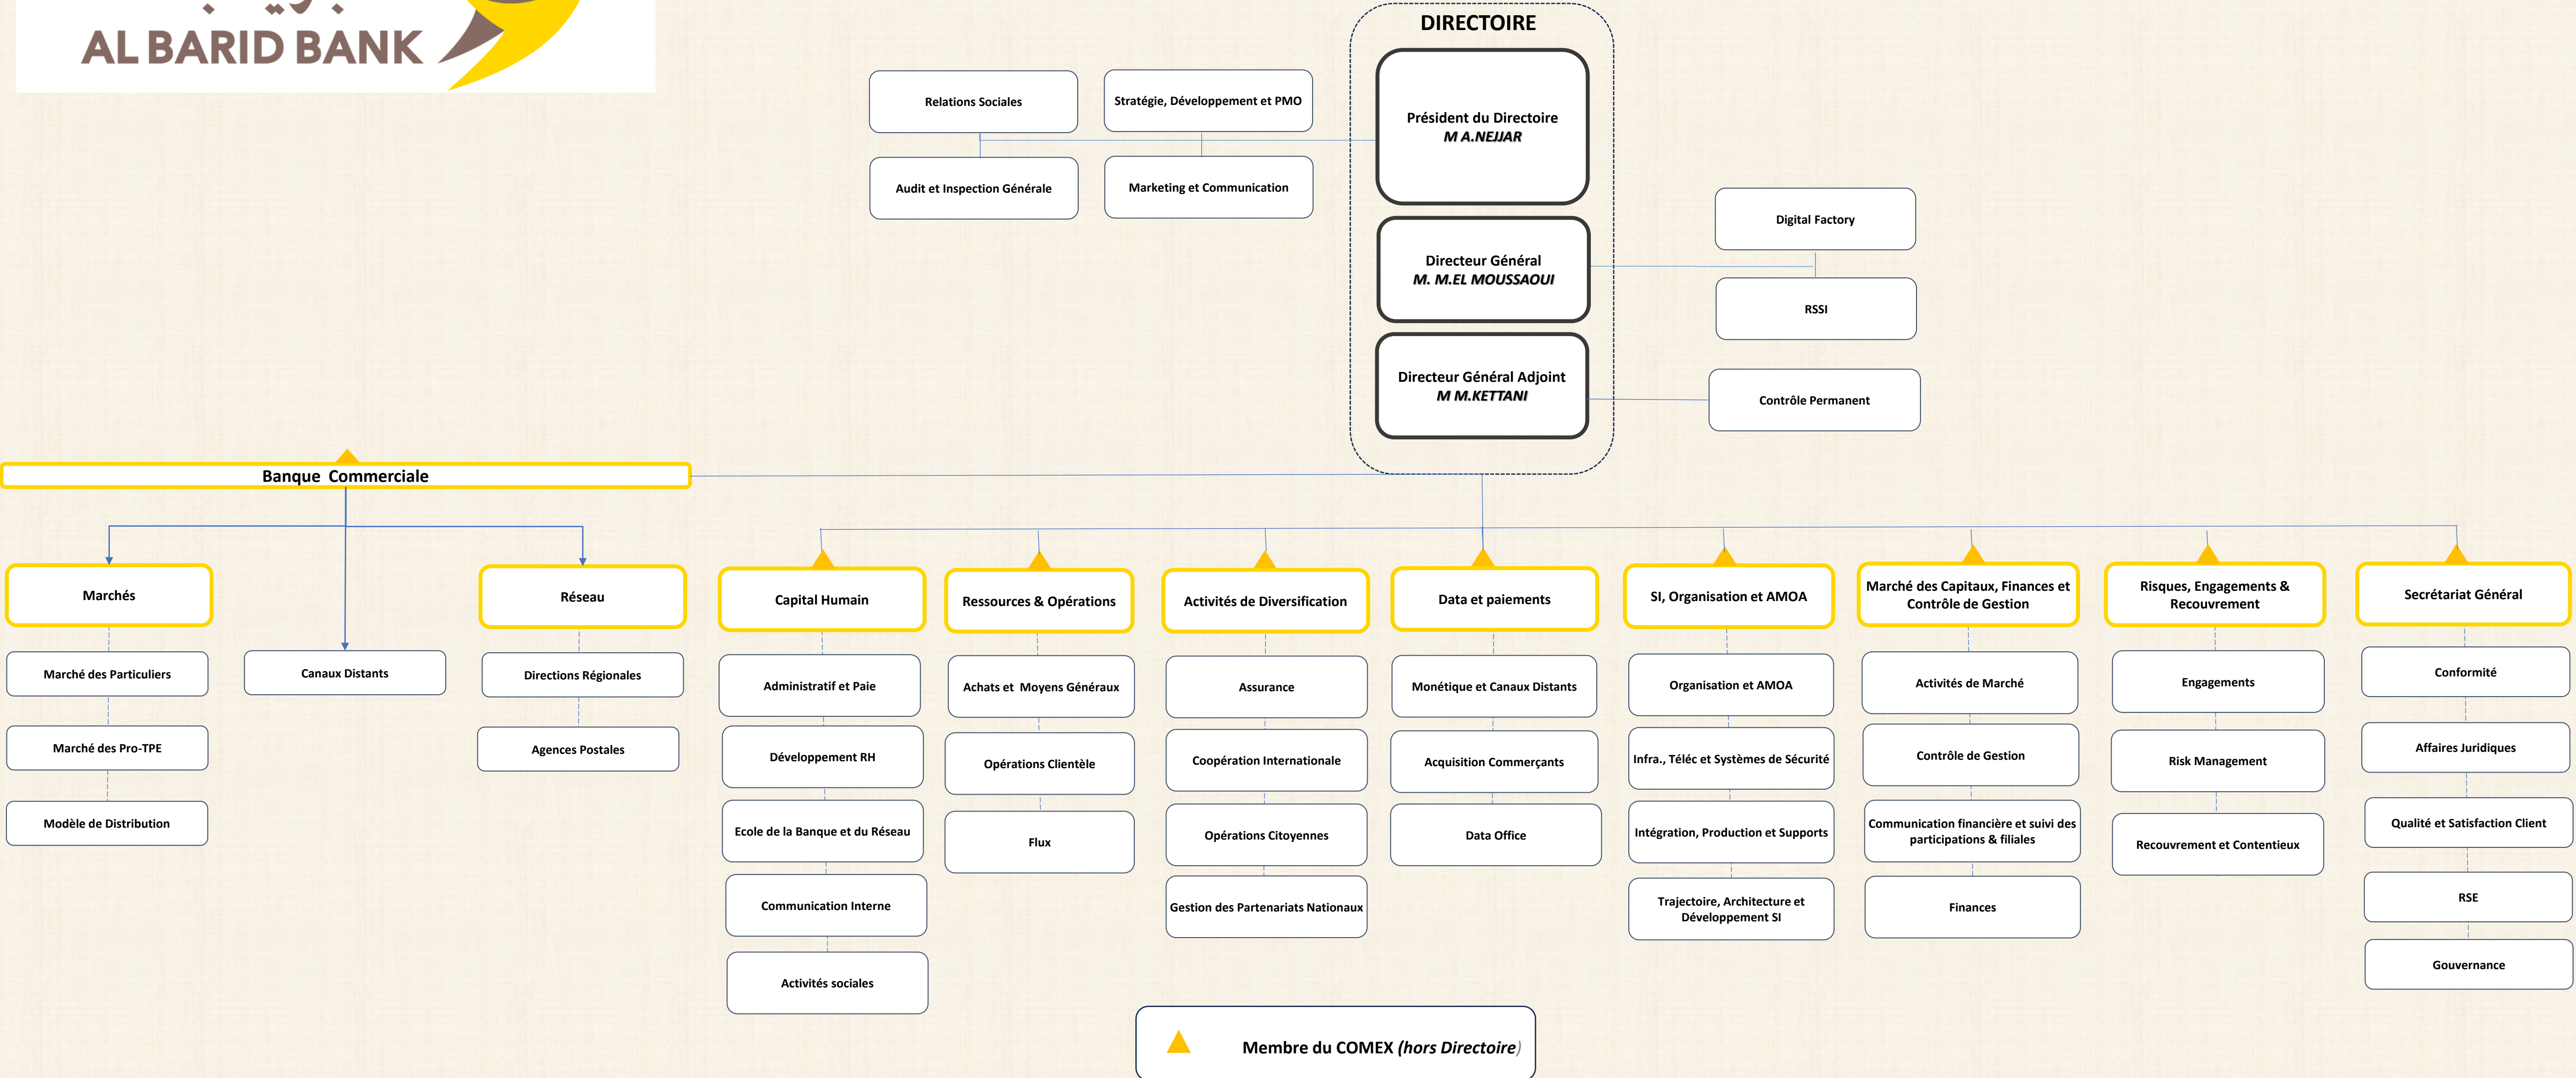 AL BARID BANK
DIRECTOIRE
Relations Sociales
Stratégie, Développement et PMO
Audit et Inspection Générale
Marketing et Communication
Président du Directoire
M A.NEJJAR
Directeur Général
M. M.EL MOUSSAOUI
Directeur Général Adjoint
M M.KETTANI
Digital Factory
RSSI
Contrôle Permanent
Banque Commerciale
Marchés
Marché des Particuliers
Marché des Pro-TPE
Modèle de Distribution
Canaux Distants
Réseau
Directions Régionales
Agences Postales
Capital Humain
Administratif et Paie
Développement RH
Ecole de la Banque et du Réseau
Communication Interne
Activités sociales
Ressources & Opérations
Achats et Moyens Généraux
Opérations Clientèle
Flux
Activités de Diversification
Assurance
Coopération Internationale
Opérations Citoyennes
Gestion des Partenariats Nationaux
Data et paiements
Monétique et Canaux Distants
Acquisition Commerçants
Data Office
SI, Organisation et AMOA
Organisation et AMOA
Infra., Téléc et Systèmes de Sécurité
Intégration, Production et Supports
Trajectoire, Architecture et
Développement SI
Marché des Capitaux, Finances et
Contrôle de Gestion
Activités de Marché
Contrôle de Gestion
Communication financière et suivi des
participations & filiales
Finances
Risques, Engagements &
Recouvrement
Engagements
Risk Management
Recouvrement et Contentieux
Secrétariat Général
Conformité
Affaires Juridiques
Qualité et Satisfaction Client
RSE
Gouvernance
Membre du COMEX (hors Directoire)